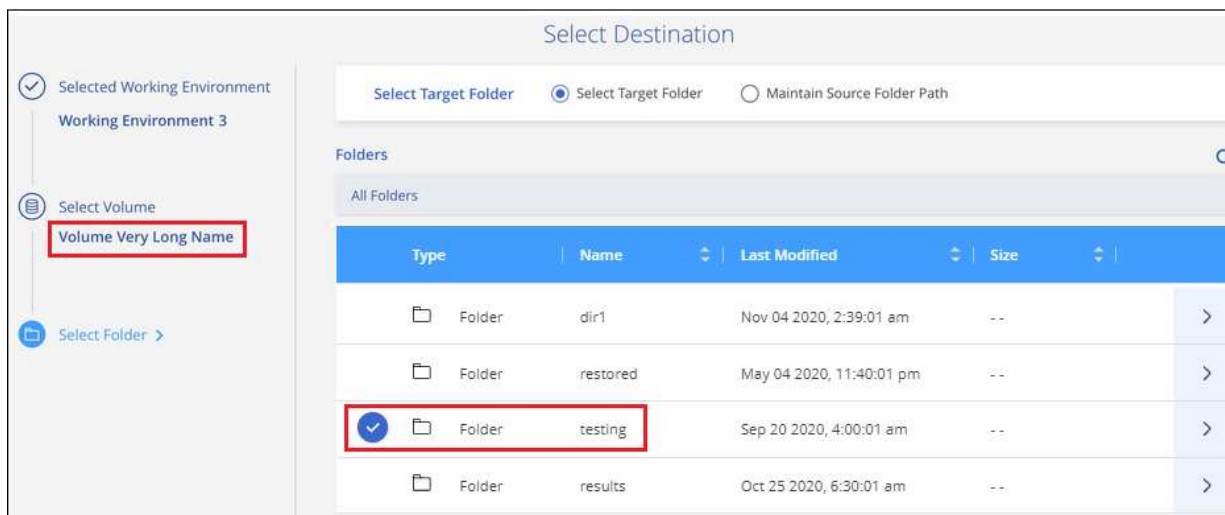 Select Destination
Selected Working Environment
Working Environment 3
Select Volume
Volume Very Long Name
Select Folder >
Select Target Folder Select Target Folder Maintain Source Folder Path
Folders
All Folders
Type Name Last Modified Size
Folder dir1 Nov 04 2020, 2:39:01 am --
Folder restored May 04 2020, 11:40:01 pm --
Folder testing Sep 20 2020, 4:00:01 am --
Folder results Oct 25 2020, 6:30:01 am --